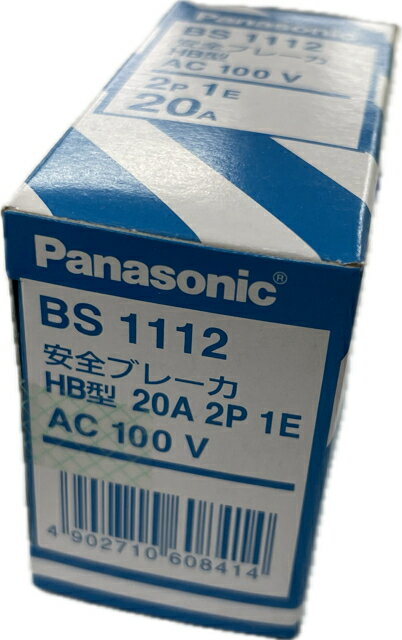 Panasonic
BS 1112
安全ブレーカ
HB型
AC 100 V
2P 1E
20A
Panasonic®
BS 1112
安全ブレーカ
HB型 20A 2P 1E
AC 100 V
4 902710 608414